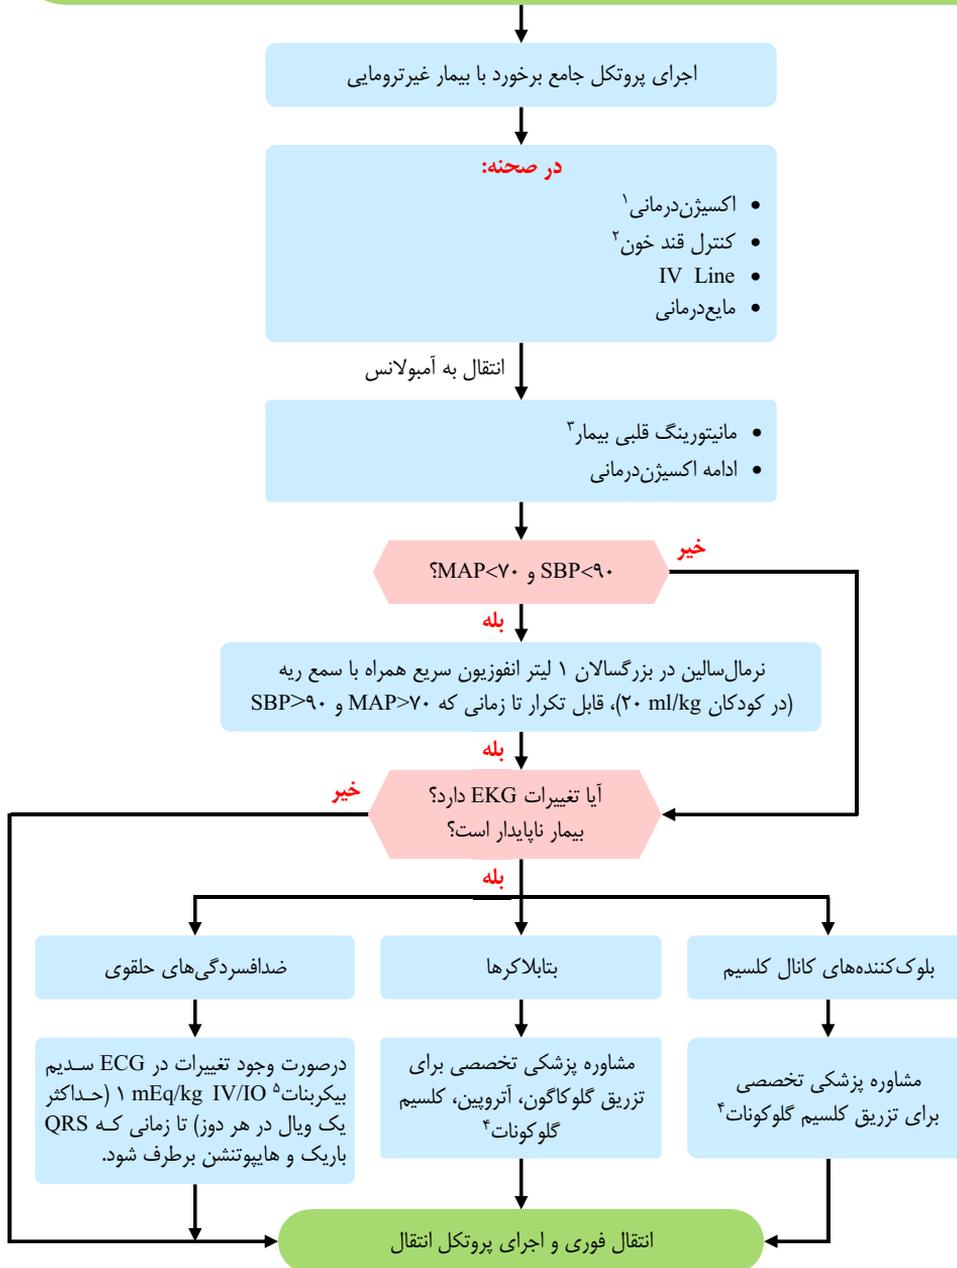 اجرای پروتکل جامع برخورد با بیمار غیرترومایی
در صحنه:
• اکسیژن‌درمانی۱
• کنترل قند خون۲
• IV Line
• مایع‌درمانی
انتقال به آمبولانس
• مانیتورینگ قلبی بیمار۳
• ادامه اکسیژن‌درمانی
SBP<۹۰ و MAP<۷۰؟
خیر
بله
نرمال‌سالین در بزرگسالان ۱ لیتر انفوزیون سریع همراه با سمع ریه
(در کودکان ۲۰ ml/kg)، قابل تکرار تا زمانی که MAP>۷۰ و SBP>۹۰
بله
آیا تغییرات EKG دارد؟
بیمار ناپایدار است؟
خیر
بله
بلوک‌کننده‌های کانال کلسیم
بتابلاکرها
ضدافسردگی‌های حلقوی
مشاوره پزشکی تخصصی
برای تزریق کلسیم گلوکونات۴
مشاوره پزشکی تخصصی برای
تزریق گلوکاگون، آتروپین، کلسیم
گلوکونات۴
درصورت وجود تغییرات در ECG سـدیم
بیکربنات۵ ۱ mEq/kg IV/IO (حـداکثر
یک ویال در هر دوز) تا زمانی کـه QRS
باریک و هایپوتنشن برطرف شود.
انتقال فوری و اجرای پروتکل انتقال